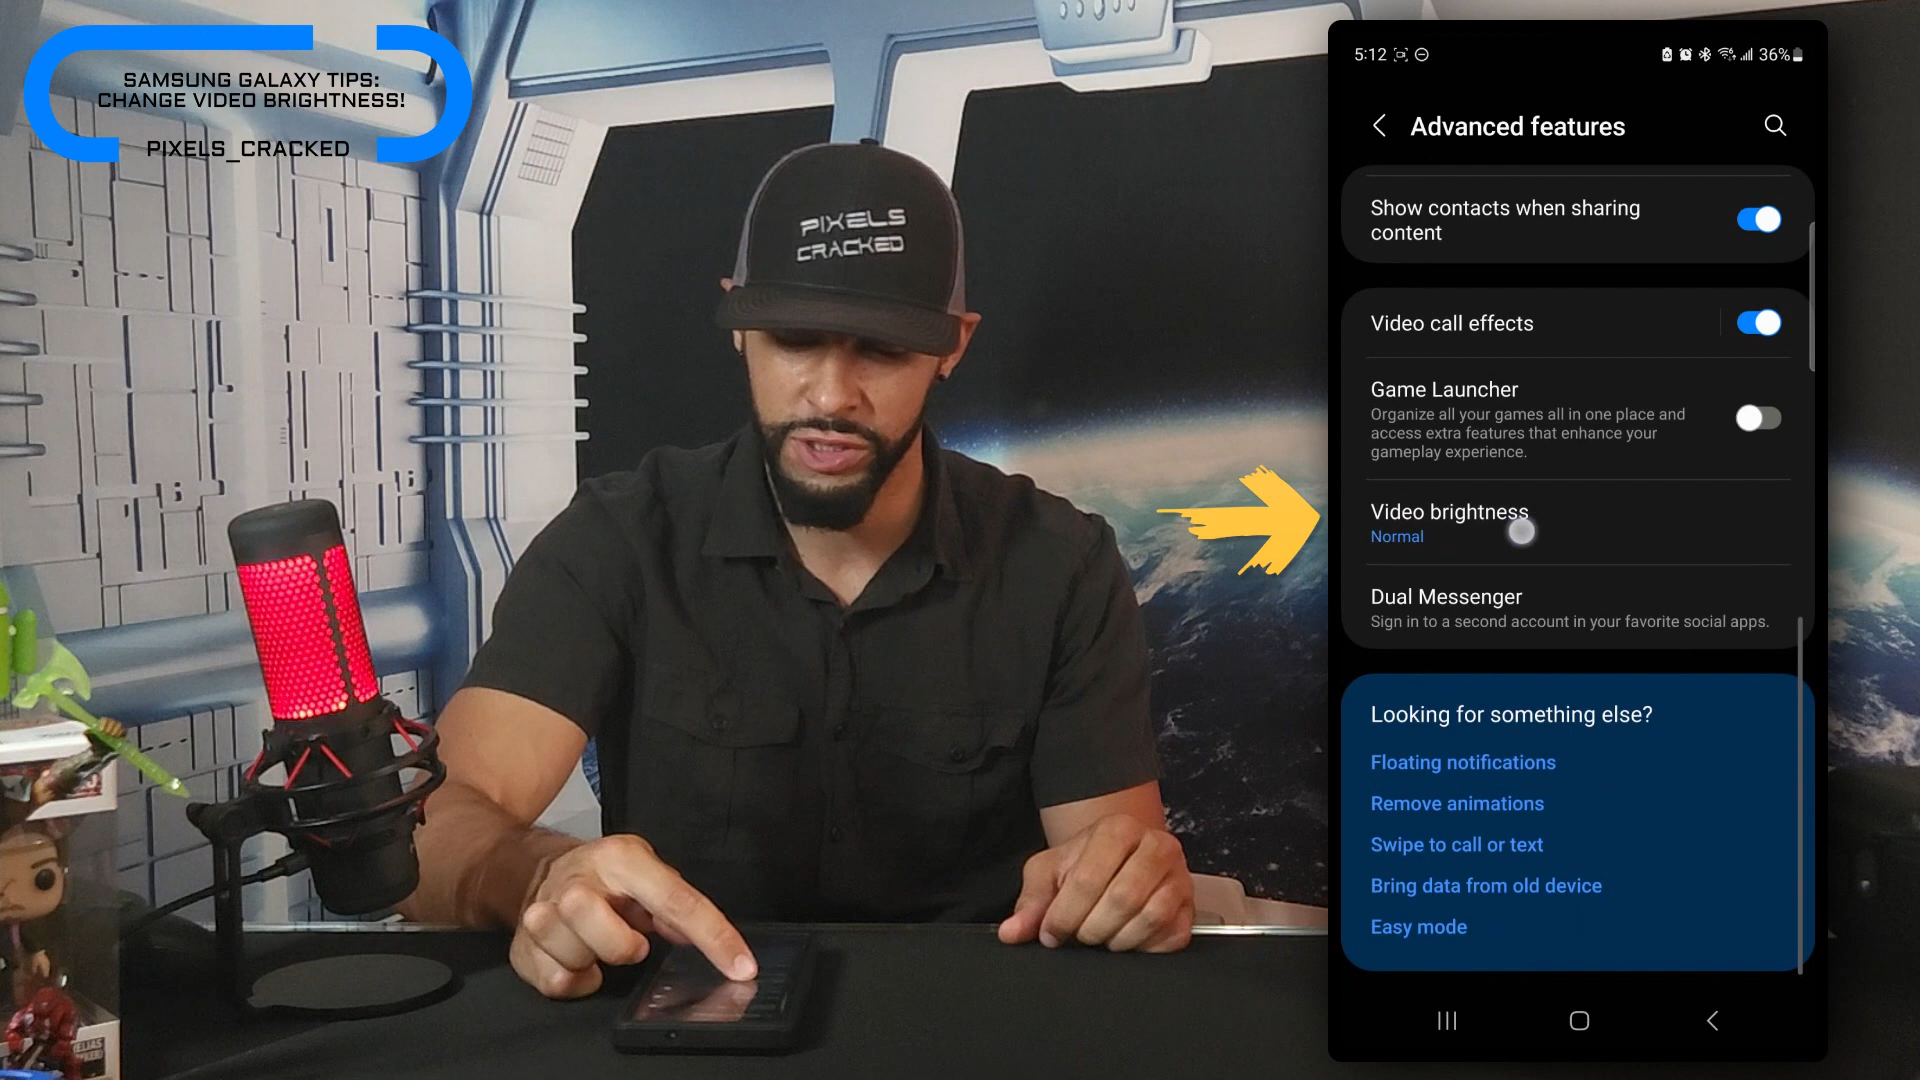 SAMSUNG GALAXY TIPS:
CHANGE VIDEO BRIGHTNESS!
PIXELS_CRACKED
PIXELS
CRACKED
5:12
36%
Advanced features
Show contacts when sharing
content
Video call effects
Game Launcher
Organize all your games all in one place and
access extra features that enhance your
gameplay experience.
Video brightness
Normal
Dual Messenger
Sign in to a second account in your favorite social apps.
Looking for something else?
Floating notifications
Remove animations
Swipe to call or text
Bring data from old device
Easy mode